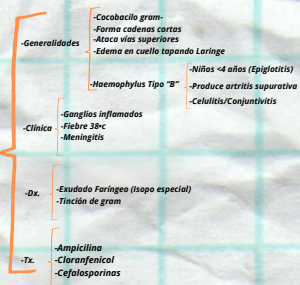 -Cocobacilo gram-
-Forma cadenas cortas
-Ataca vías superiores
-Edema en cuello tapando Laringe
-Generalidades
-Haemophylus Tipo "B"
-Niños <4 años (Epiglotitis)
-Produce artritis supurativa
-Celulitis/Conjuntivitis
-Ganglios inflamados
-Fiebre 38•c
-Meningitis
-Clínica
-Exudado Faríngeo (Isopo especial)
-Tinción de gram
-Dx.
-Ampicilina
-Cloranfenicol
-Cefalosporinas
-Tx.